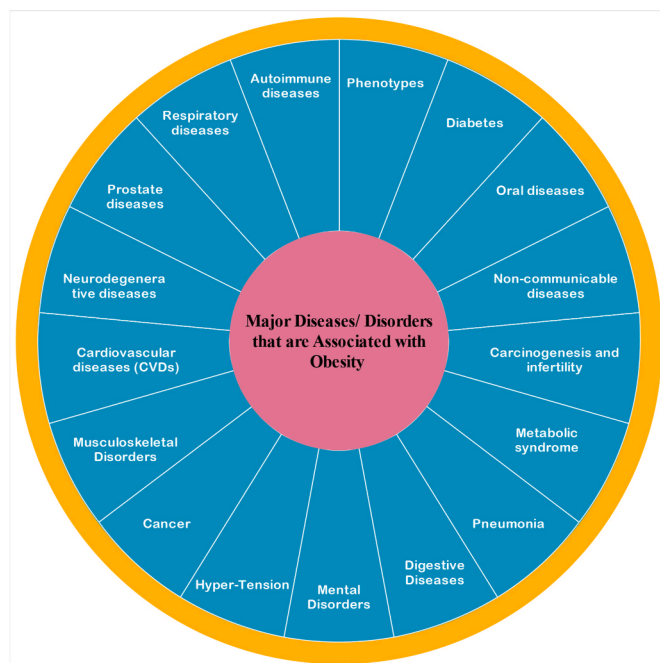 Major Diseases/ Disorders
that are Associated with
Obesity
Phenotypes
Diabetes
Oral diseases
Non-communicable
diseases
Carcinogenesis and
infertility
Metabolic
syndrome
Pneumonia
Digestive
Diseases
Mental
Disorders
Hyper-Tension
Cancer
Musculoskeletal
Disorders
Cardiovascular
diseases (CVDs)
Neurodegenera
tive diseases
Prostate
diseases
Respiratory
diseases
Autoimmune
diseases